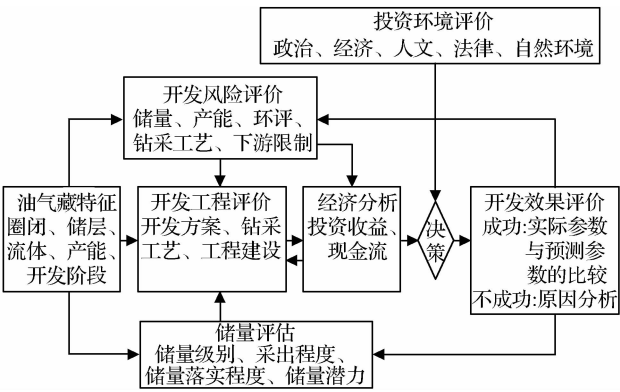 投资环境评价
政治、经济、人文、法律、自然环境
开发风险评价
储量、产能、环评、
钻采工艺、下游限制
油气藏特征
圈闭、储层、
流体、产能、
开发阶段
开发工程评价
开发方案、钻采
工艺、工程建设
经济分析
投资收益、
现金流
决
策
开发效果评价
成功:实际参数
与预测参
数的比较
不成功:原因分析
储量评估
储量级别、采出程度、
储量落实程度、储量潜力